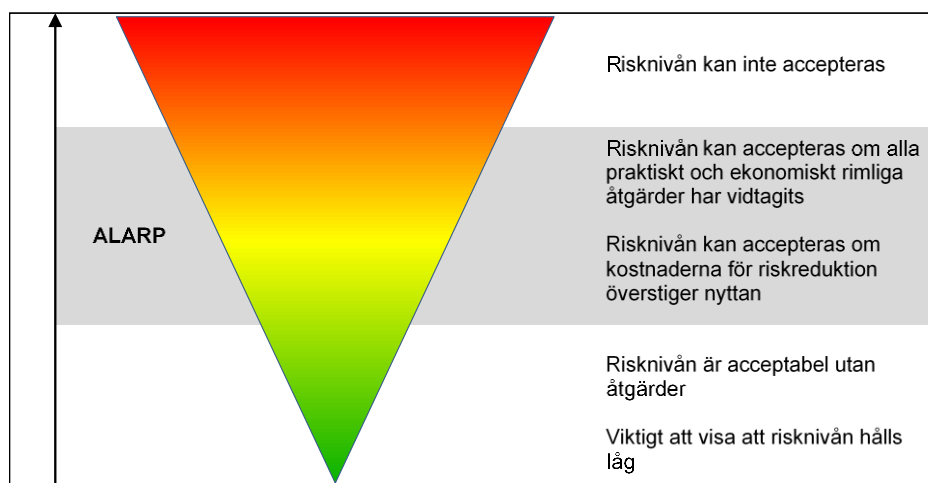 Risknivån kan inte accepteras
Risknivån kan accepteras om alla
praktiskt och ekonomiskt rimliga
åtgärder har vidtagits
ALARP
Risknivån kan accepteras om
kostnaderna för riskreduktion
överstiger nyttan
Risknivån är acceptabel utan
åtgärder
Viktigt att visa att risknivån hålls
låg